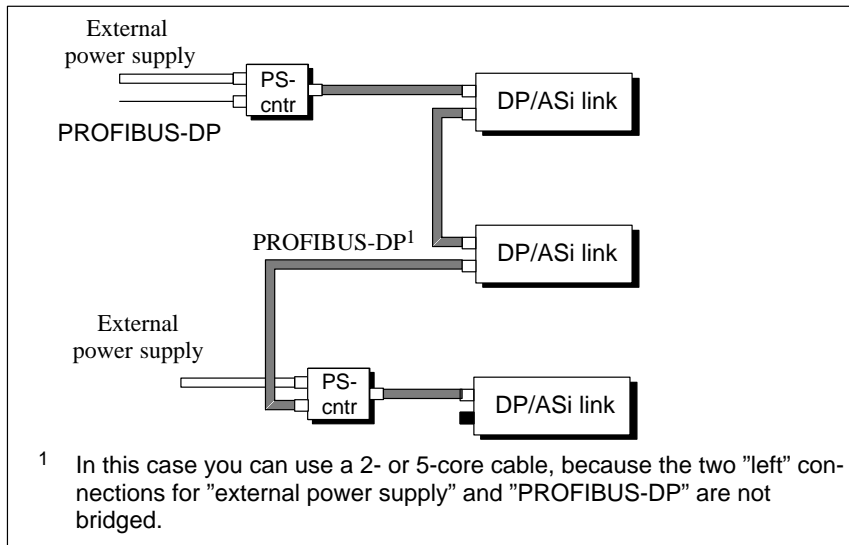 External
power supply
PS-
cntr
DP/ASi link
PROFIBUS-DP
PROFIBUS-DP1
DP/ASi link
External
power supply
PS-
cntr
DP/ASi link
1 In this case you can use a 2- or 5-core cable, because the two ”left” con-
nections for ”external power supply” and ”PROFIBUS-DP” are not
bridged.